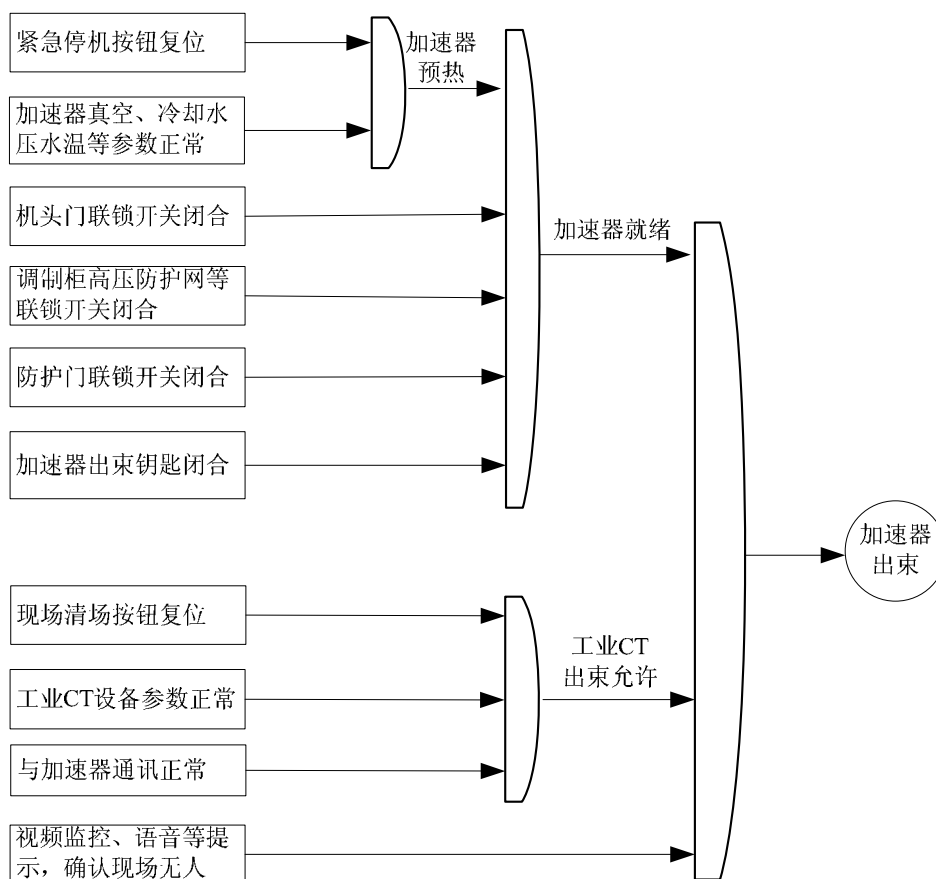 紧急停机按钮复位
加速器真空、冷却水
压水温等参数正常
加速器
预热
机头门联锁开关闭合
加速器就绪
调制柜高压防护网等
联锁开关闭合
防护门联锁开关闭合
加速器出束钥匙闭合
加速器
出束
现场清场按钮复位
工业CT
出束允许
工业CT设备参数正常
与加速器通讯正常
视频监控、语音等提
示，确认现场无人